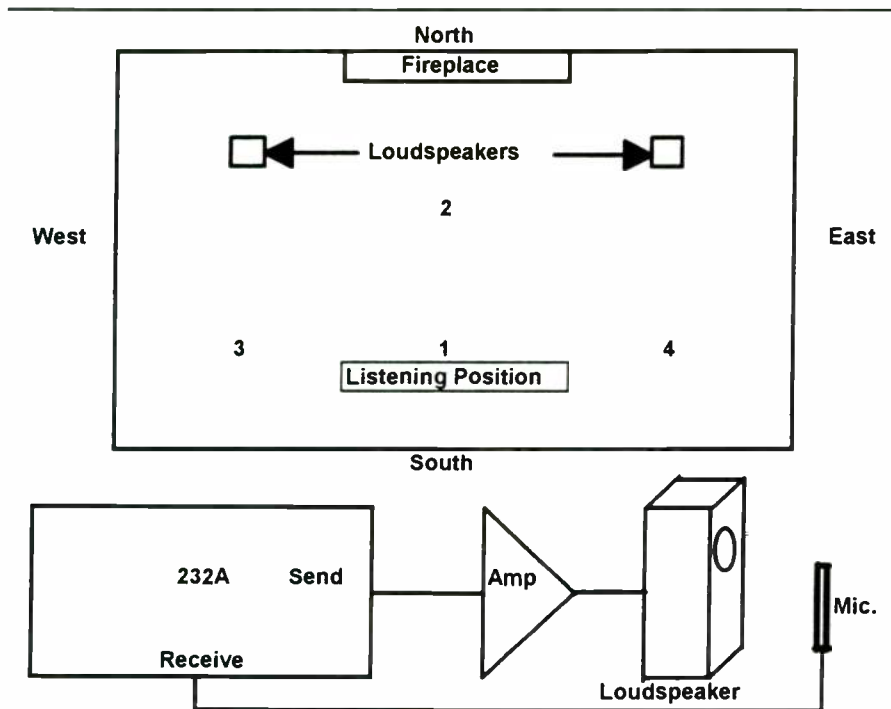 North
Fireplace
Loudspeakers
2
West
East
3
1
4
Listening Position
South
232A
Send
Amp
Mic.
Receive
Loudspeaker